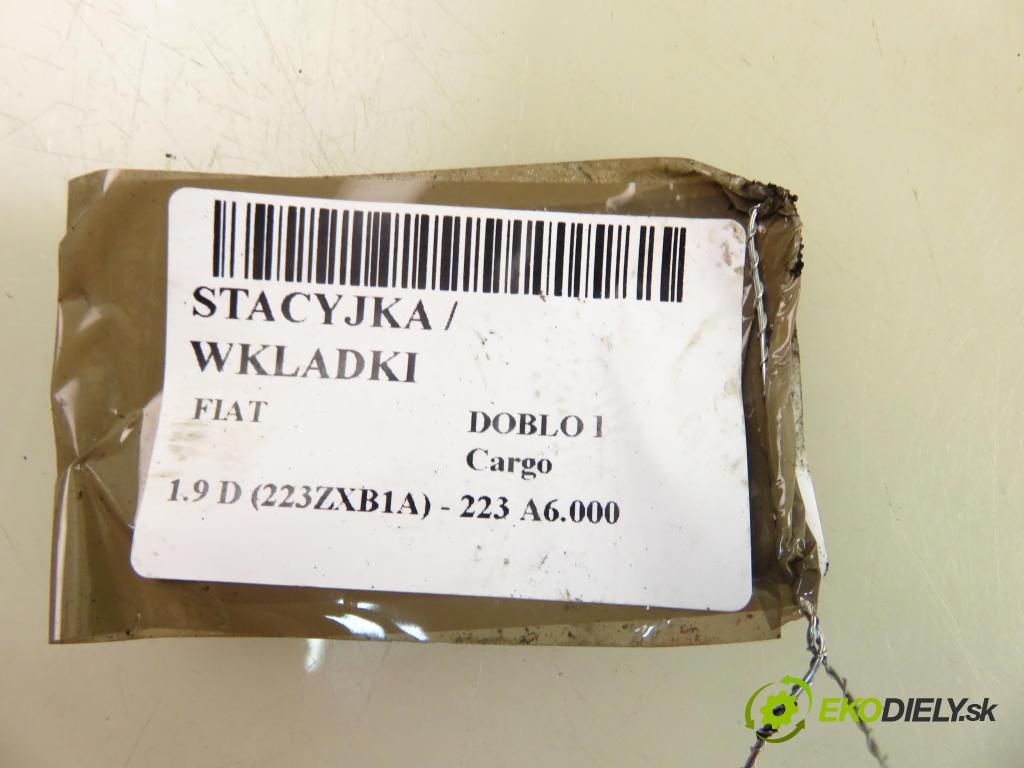 STACYJKA /
WKLADKI
FIAT
DOBLO I
Cargo
1.9 D (223ZXB1A) - 223 A6.000
EKODIELY.sk